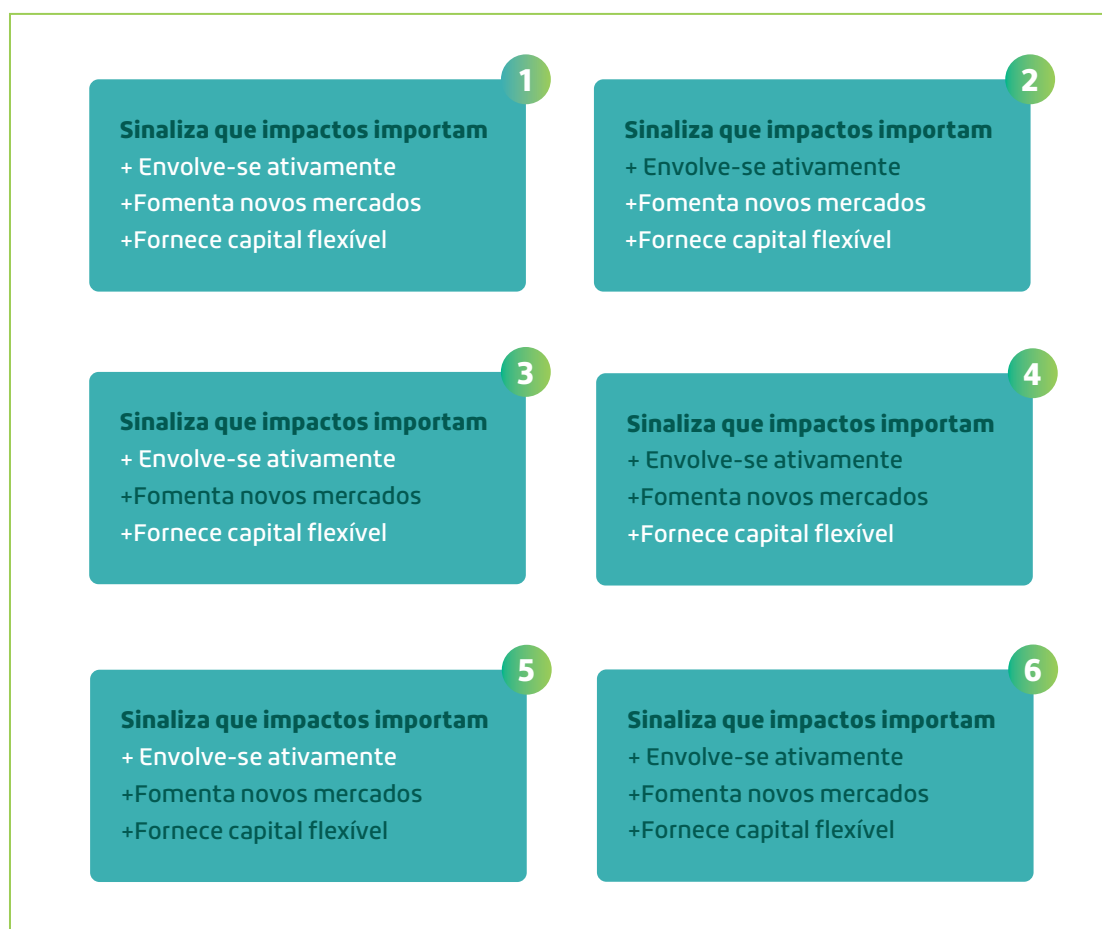 1
Sinaliza que impactos importam
+ Envolve-se ativamente
+Fomenta novos mercados
+Fornece capital flexível
2
Sinaliza que impactos importam
+ Envolve-se ativamente
+Fomenta novos mercados
+Fornece capital flexível
3
Sinaliza que impactos importam
+ Envolve-se ativamente
+Fomenta novos mercados
+Fornece capital flexível
4
Sinaliza que impactos importam
+ Envolve-se ativamente
+Fomenta novos mercados
+Fornece capital flexível
5
Sinaliza que impactos importam
+ Envolve-se ativamente
+Fomenta novos mercados
+Fornece capital flexível
6
Sinaliza que impactos importam
+ Envolve-se ativamente
+Fomenta novos mercados
+Fornece capital flexível